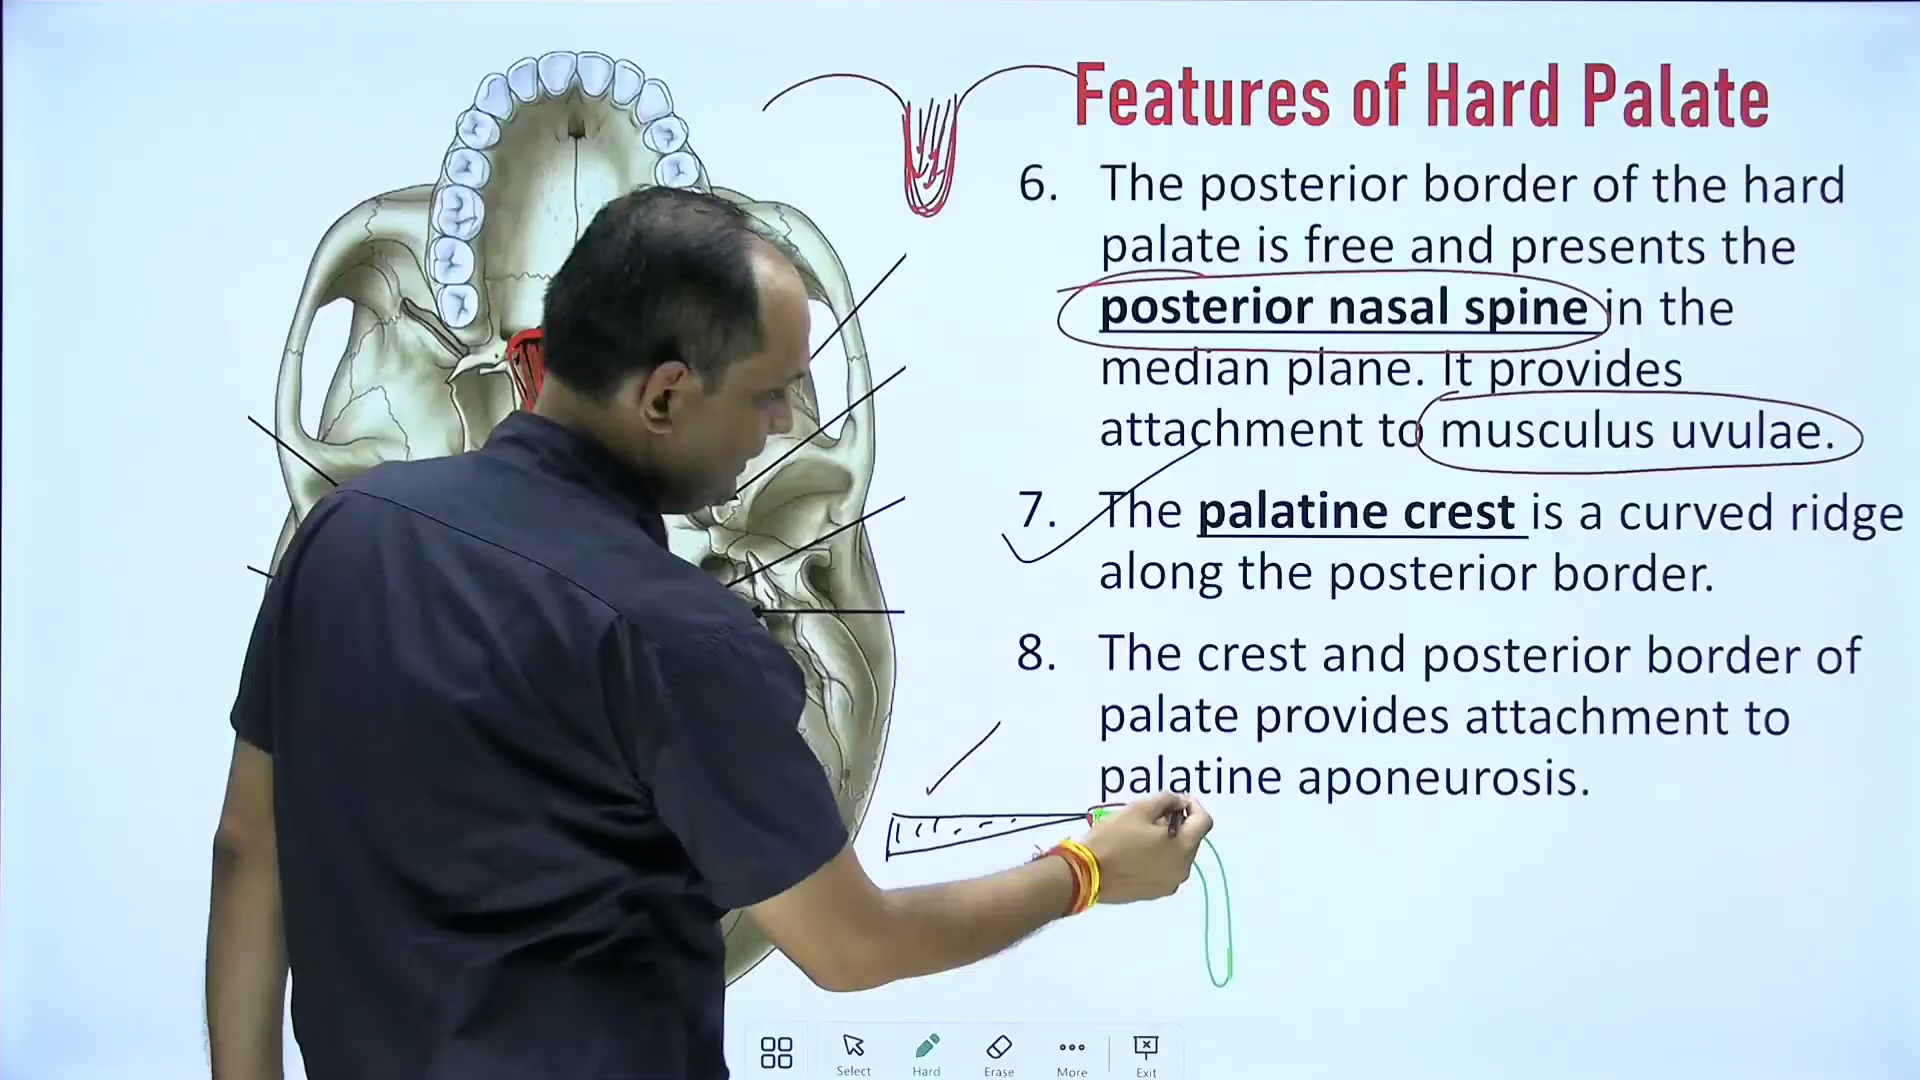 Features of Hard Palate
6. The posterior border of the hard
palate is free and presents the
posterior nasal spine in the
median plane. It provides
attachment to musculus uvulae.
7. The palatine crest is a curved ridge
along the posterior border.
8. The crest and posterior border of
palate provides attachment to
palatine aponeurosis.
Select
Hard
Erase
More
Exit